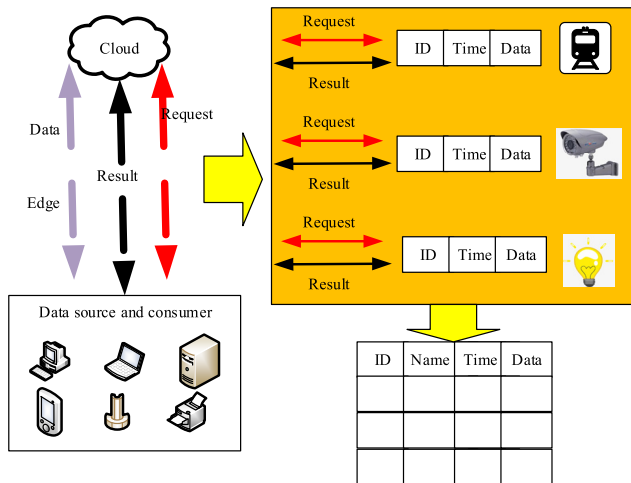 Cloud
Data
Request
Result
Edge
Data source and consumer
Request
ID Time Data
Result
Request
ID Time Data
Result
Request
ID Time Data
Result
ID Name Time Data